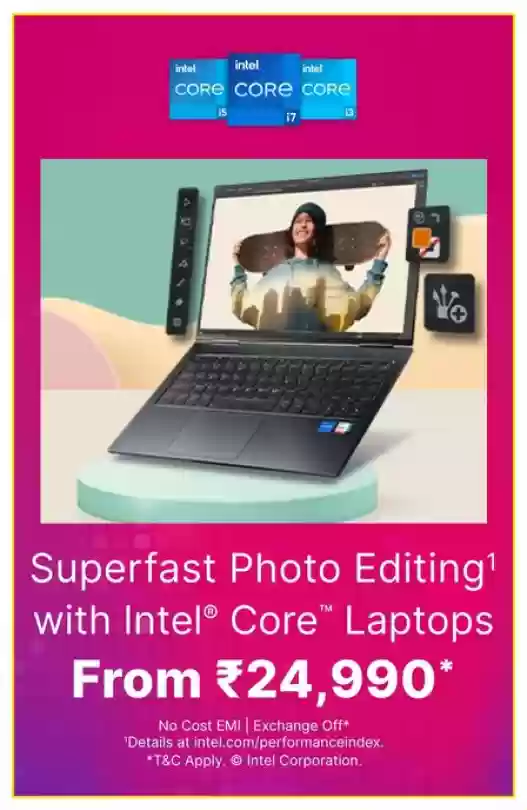 intel
CORE
i5
intel
CORE
i7
intel
CORE
i3
Superfast Photo Editing¹
with Intel® Core™ Laptops
From ₹24,990*
No Cost EMI | Exchange Off*
¹Details at intel.com/performanceindex.
*T&C Apply. © Intel Corporation.